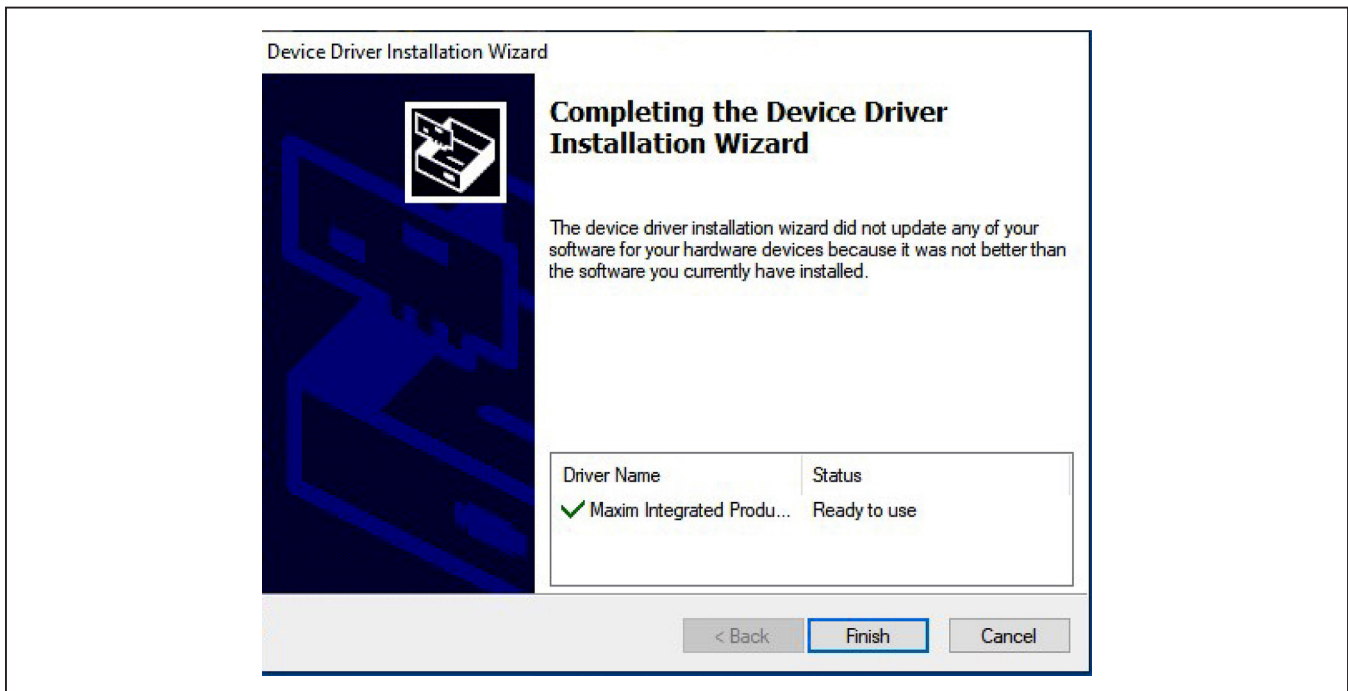 Device Driver Installation Wizard
Completing the Device Driver
Installation Wizard
The device driver installation wizard did not update any of your
software for your hardware devices because it was not better than
the software you currently have installed.
Driver Name Status
Maxim Integrated Produ... Ready to use
< Back Finish Cancel